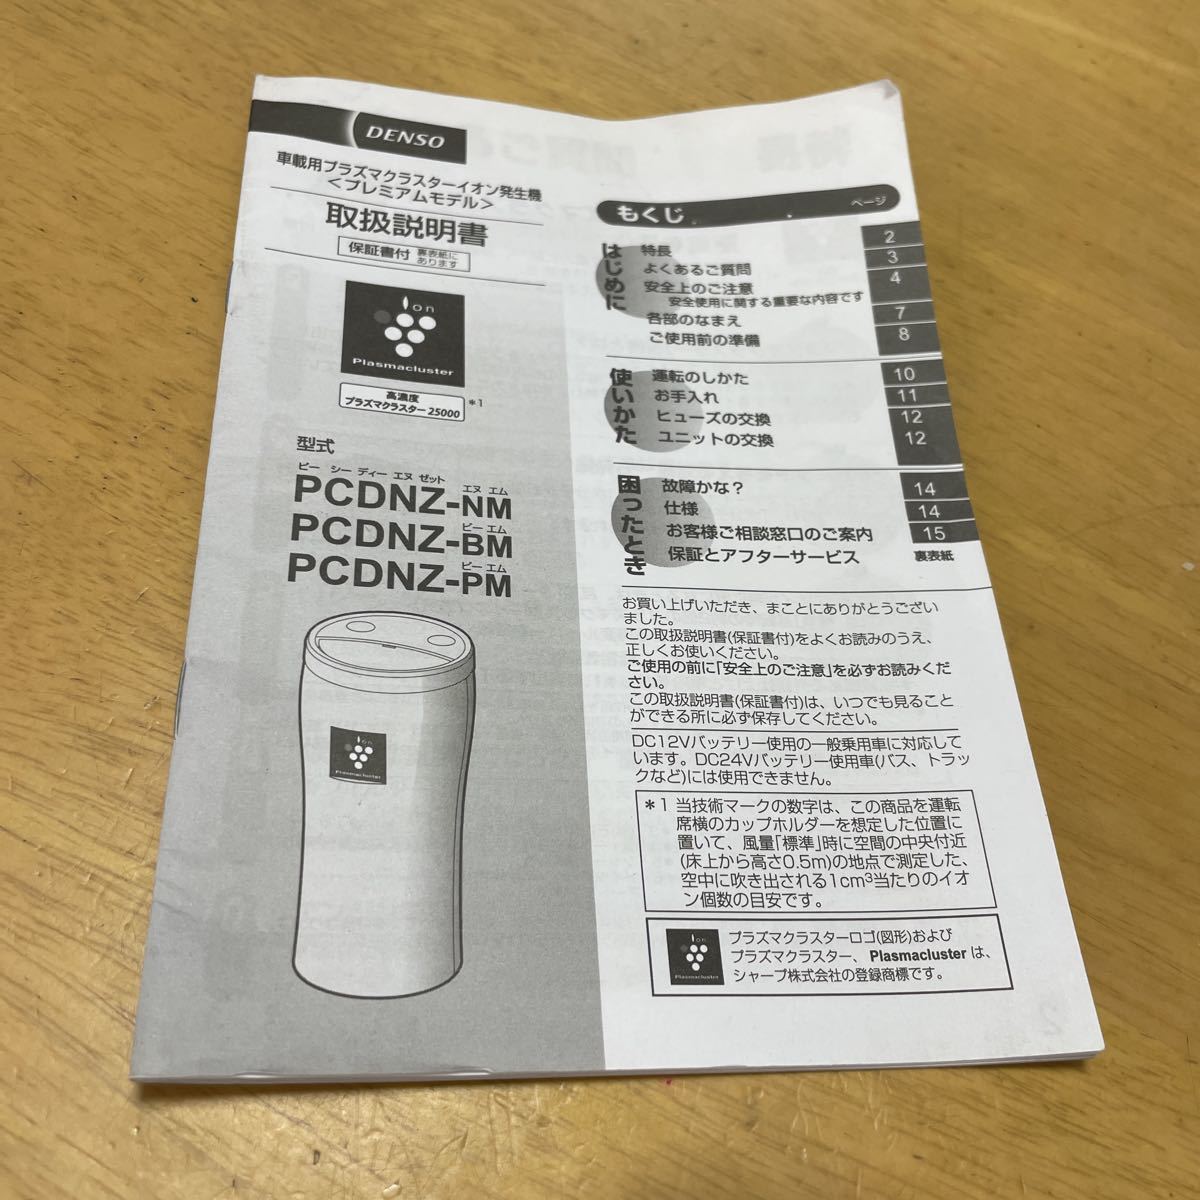 DENSO
車載用プラズマクラスターイオン発生機
<プレミアムモデル>
取扱説明書
保証書付 裏表紙に
あります
Ion
Plasmacluster
高濃度
プラズマクラスター 25000
*1
型式
ピー シー ディー エヌ ゼット エヌ エム
PCDNZ-NM
ビー エム
PCDNZ-BM
ピー エム
PCDNZ-PM
Ion
Plasmacluster
もくじ ページ
はじめに
特長 2
よくあるご質問 3
安全上のご注意 4
安全使用に関する重要な内容です
各部のなまえ 7
ご使用前の準備 8
使いかた
運転のしかた 10
お手入れ 11
ヒューズの交換 12
ユニットの交換 12
困ったとき
故障かな？ 14
仕様 14
お客様ご相談窓口のご案内 15
保証とアフターサービス 裏表紙
お買い上げいただき、まことにありがとうござい
ました。
この取扱説明書(保証書付)をよくお読みのうえ、
正しくお使いください。
ご使用の前に「安全上のご注意」を必ずお読みくだ
さい。
この取扱説明書(保証書付)は、いつでも見ること
ができる所に必ず保存してください。
DC12Vバッテリー使用の一般乗用車に対応して
います。DC24Vバッテリー使用車(バス、トラッ
クなど)には使用できません。
*1 当技術マークの数字は、この商品を運転
席横のカップホルダーを想定した位置に
置いて、風量「標準」時に空間の中央付近
(床上から高さ0.5m)の地点で測定した、
空中に吹き出される1cm³当たりのイオ
ン個数の目安です。
Ion
Plasmacluster
プラズマクラスターロゴ(図形)および
プラズマクラスター、Plasmacluster は、
シャープ株式会社の登録商標です。